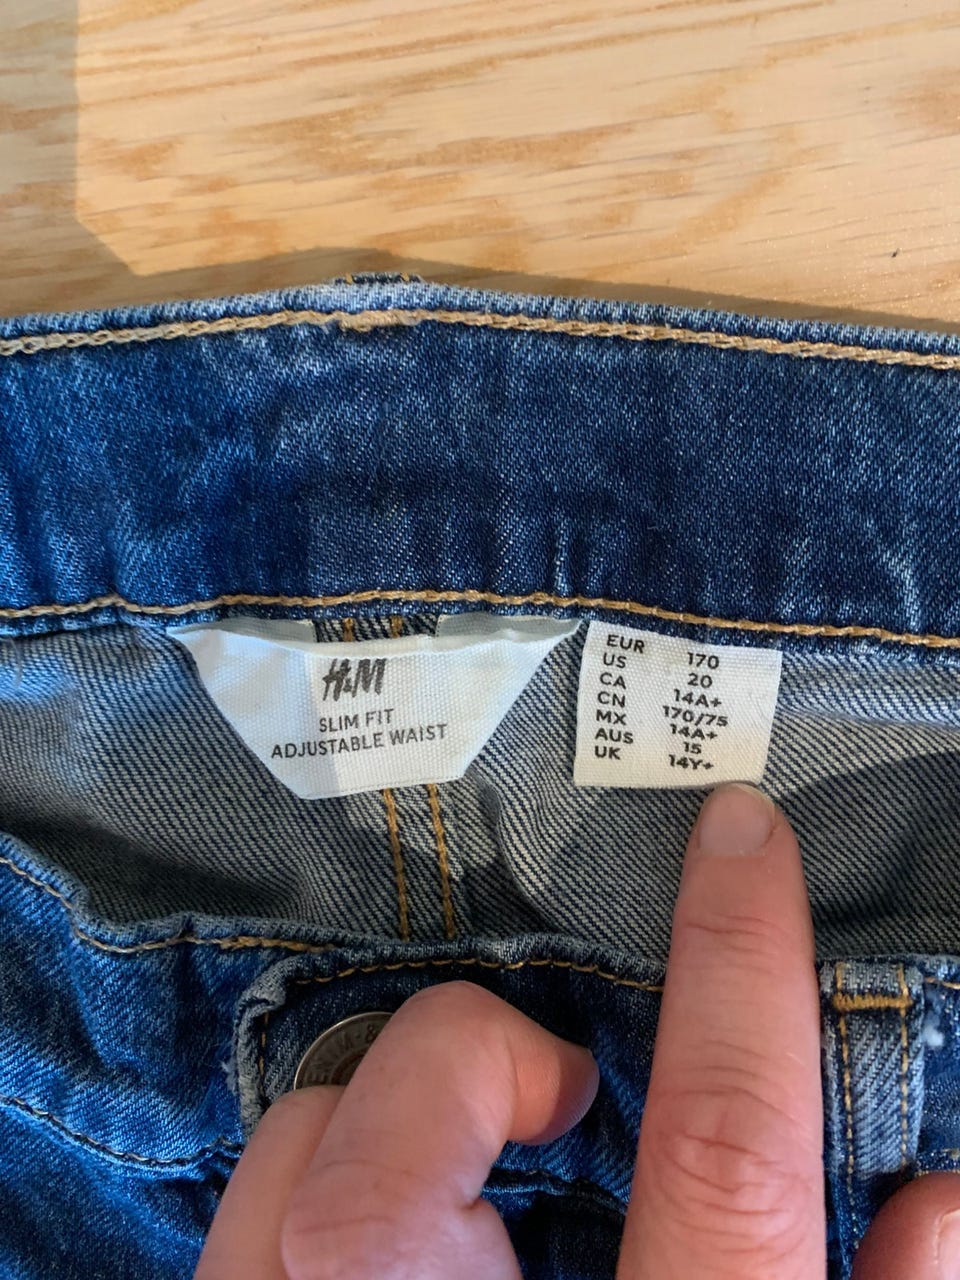 H&M
SLIM FIT
ADJUSTABLE WAIST
EUR 170
US 20
CA 14A+
CN 170/75
MX 14A+
AUS 15
UK 14Y+